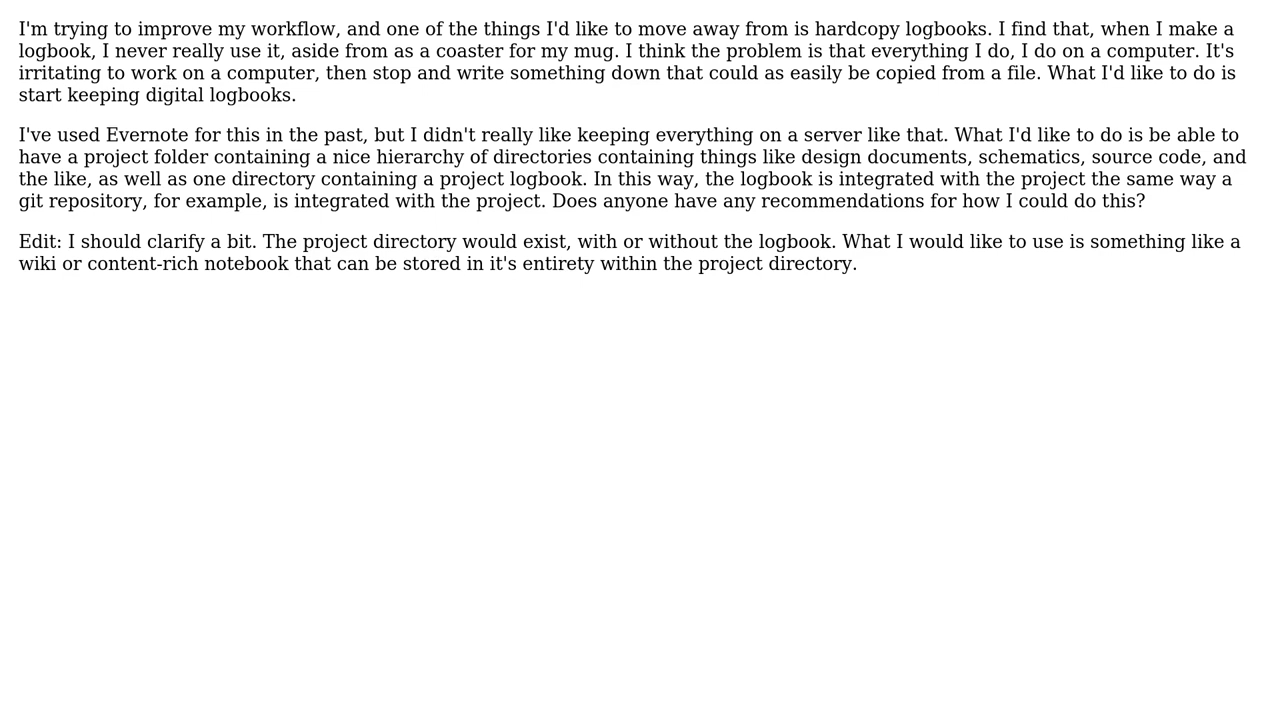 I'm trying to improve my workflow, and one of the things I'd like to move away from is hardcopy logbooks. I find that, when I make a
logbook, I never really use it, aside from as a coaster for my mug. I think the problem is that everything I do, I do on a computer. It's
irritating to work on a computer, then stop and write something down that could as easily be copied from a file. What I'd like to do is
start keeping digital logbooks.
I've used Evernote for this in the past, but I didn't really like keeping everything on a server like that. What I'd like to do is be able to
have a project folder containing a nice hierarchy of directories containing things like design documents, schematics, source code, and
the like, as well as one directory containing a project logbook. In this way, the logbook is integrated with the project the same way a
git repository, for example, is integrated with the project. Does anyone have any recommendations for how I could do this?
Edit: I should clarify a bit. The project directory would exist, with or without the logbook. What I would like to use is something like a
wiki or content-rich notebook that can be stored in it's entirety within the project directory.